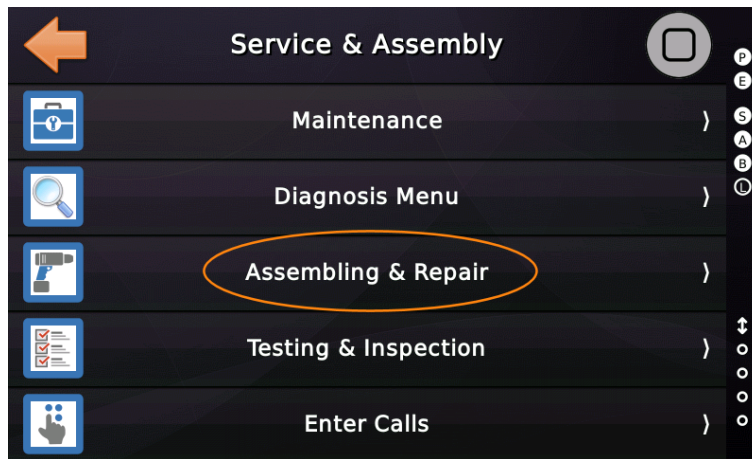 Service & Assembly
Maintenance
Diagnosis Menu
Assembling & Repair
Testing & Inspection
Enter Calls
P
E
S
A
B
L